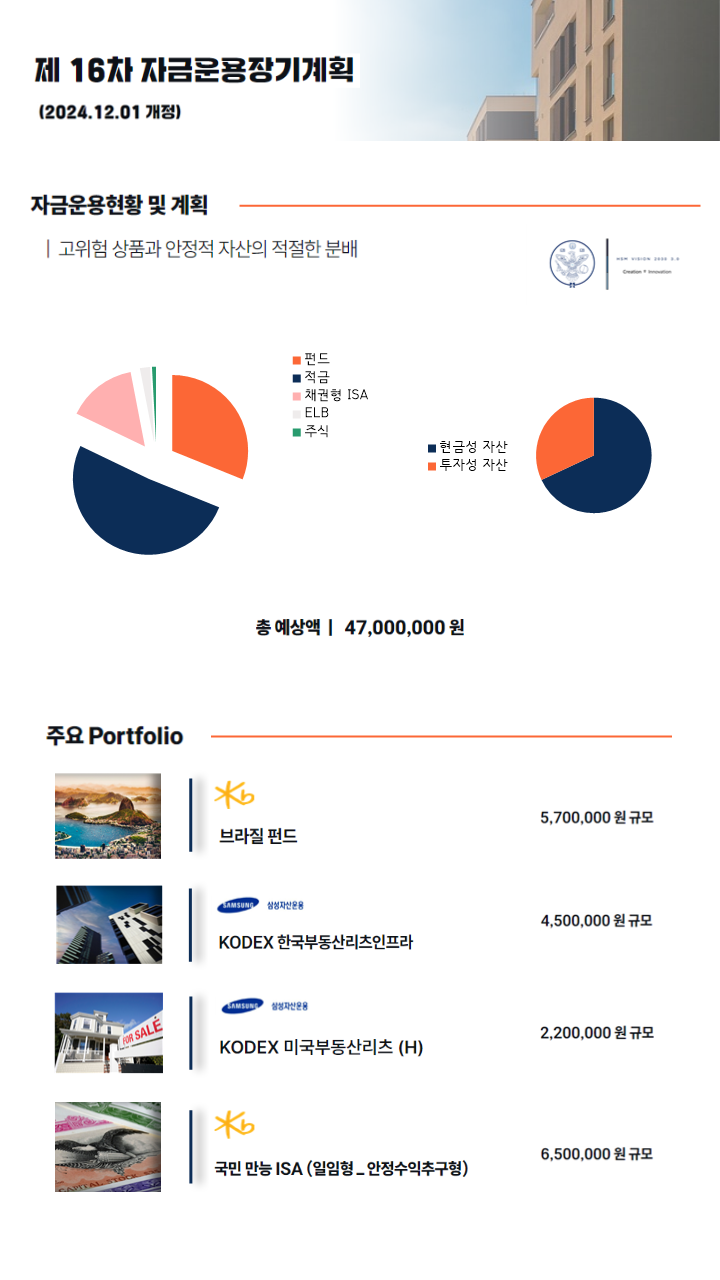 제 16차 자금운용장기계획
(2024.12.01 개정)
자금운용현황 및 계획
| 고위험 상품과 안정적 자산의 적절한 분배
Creation * Innovation
펀드
적금
채권형 ISA
ELB
주식
현금성 자산
투자성 자산
총 예상액 | 47,000,000 원
주요 Portfolio
Kb
브라질 펀드
5,700,000 원 규모
SAMSUNG 삼성자산운용
KODEX 한국부동산리츠인프라
4,500,000 원 규모
FOR SALE
SAMSUNG 삼성자산운용
KODEX 미국부동산리츠 (H)
2,200,000 원 규모
CAPITAL STOCK
Kb
국민 만능 ISA (일임형 _ 안정수익추구형)
6,500,000 원 규모